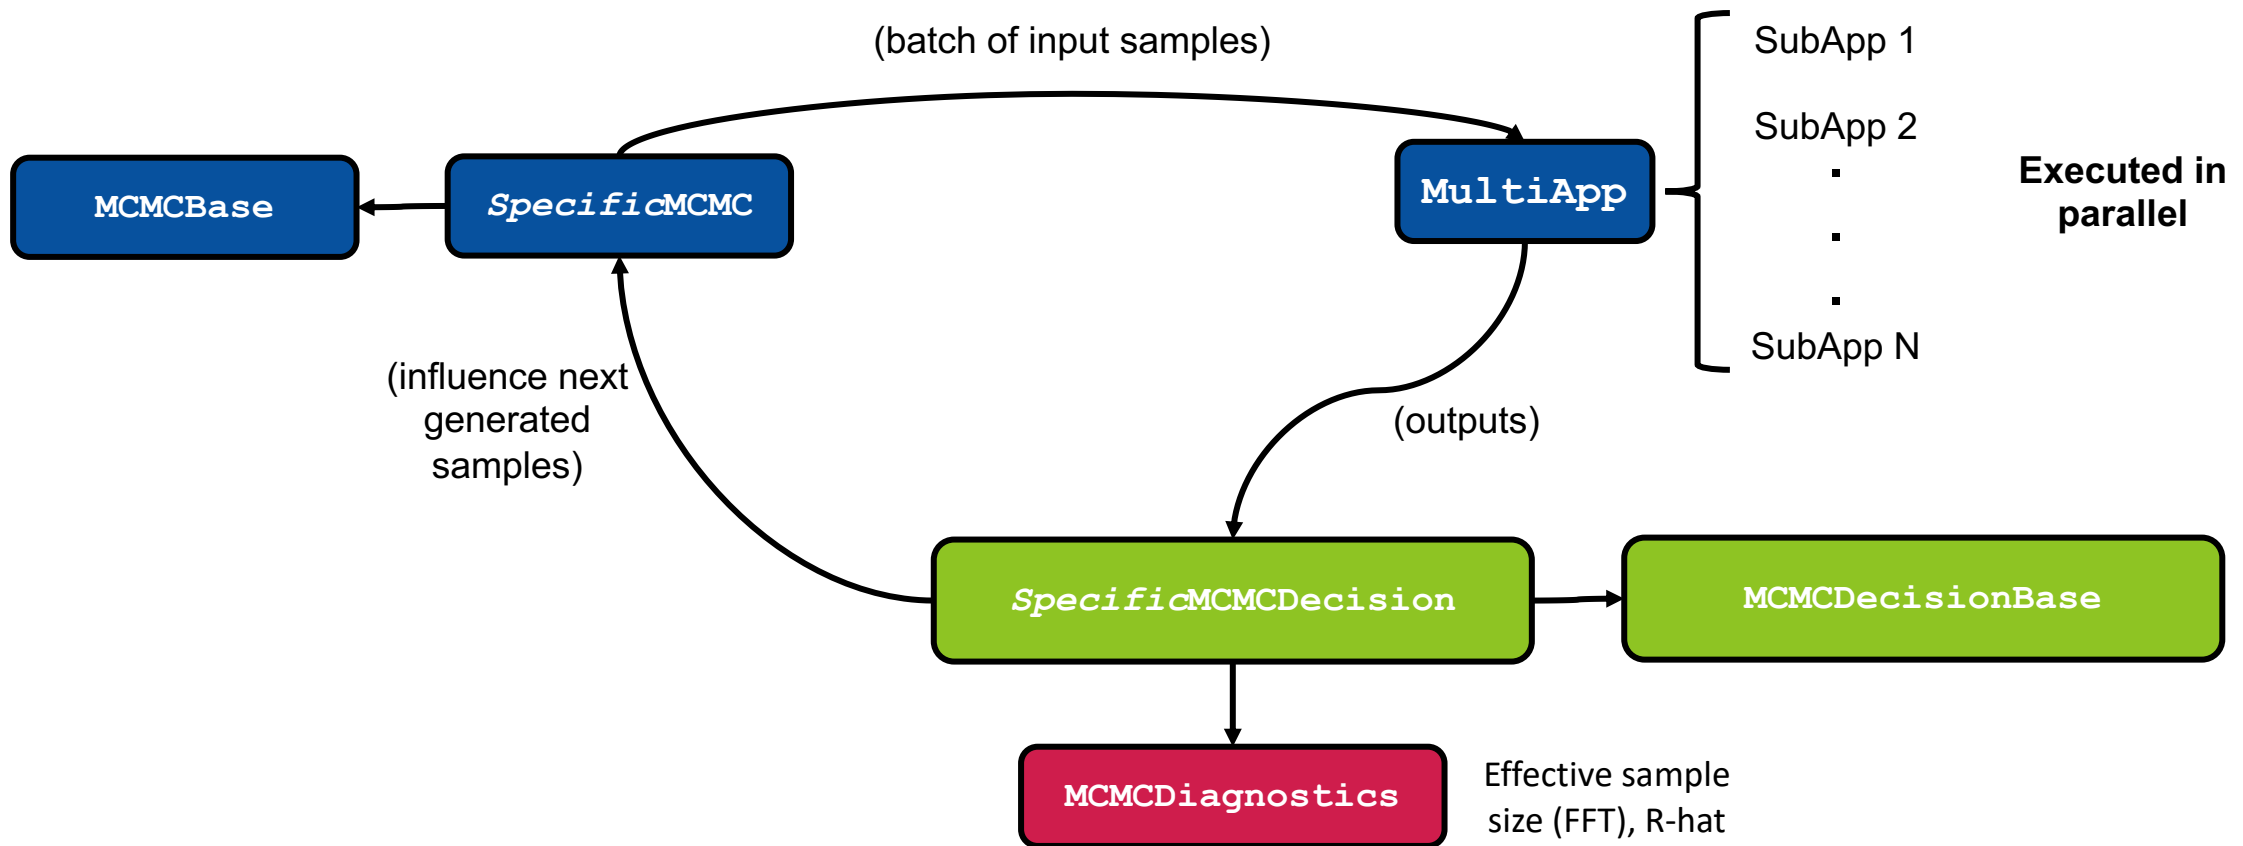 (batch of input samples)
SubApp 1
SubApp 2
SubApp N
Executed in
parallel
MCMCBase
SpecificMCMC
MultiApp
(influence next
generated
samples)
(outputs)
SpecificMCMCDecision
MCMCDecisionBase
MCMCDiagnostics
Effective sample
size (FFT), R-hat